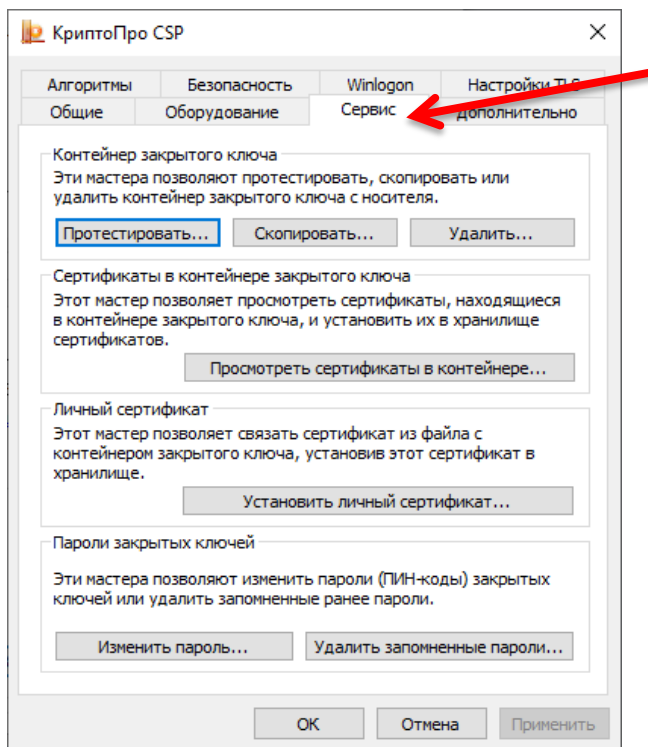 КриптоПро CSP
Алгоритмы Безопасность Winlogon Настройки TLS
Общие Оборудование Сервис Дополнительно
Контейнер закрытого ключа
Эти мастера позволяют протестировать, скопировать или
удалить контейнер закрытого ключа с носителя.
Протестировать... Скопировать... Удалить...
Сертификаты в контейнере закрытого ключа
Этот мастер позволяет просмотреть сертификаты, находящиеся
в контейнере закрытого ключа, и установить их в хранилище
сертификатов.
Просмотреть сертификаты в контейнере...
Личный сертификат
Этот мастер позволяет связать сертификат из файла с
контейнером закрытого ключа, установив этот сертификат в
хранилище.
Установить личный сертификат...
Пароли закрытых ключей
Эти мастера позволяют изменить пароли (ПИН-коды) закрытых
ключей или удалить запомненные ранее пароли.
Изменить пароль... Удалить запомненные пароли...
ОК Отмена Применить